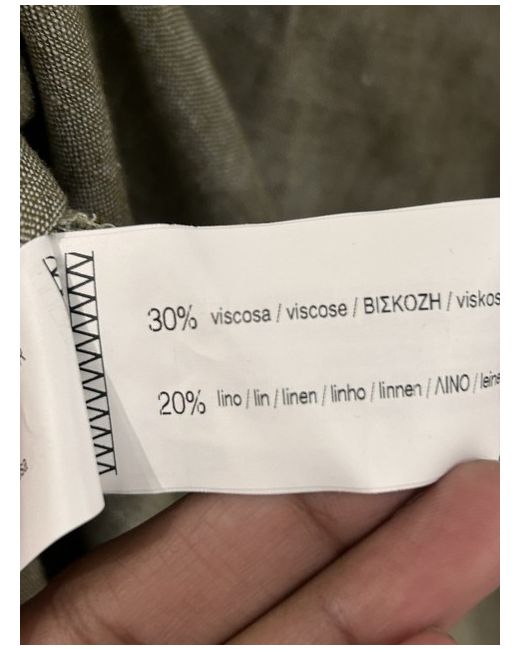 30% viscosa / viscose / ΒΙΣΚΟΖΗ / viskos
20% lino / lin / linen / linho / linnen / ΛΙΝΟ / leine